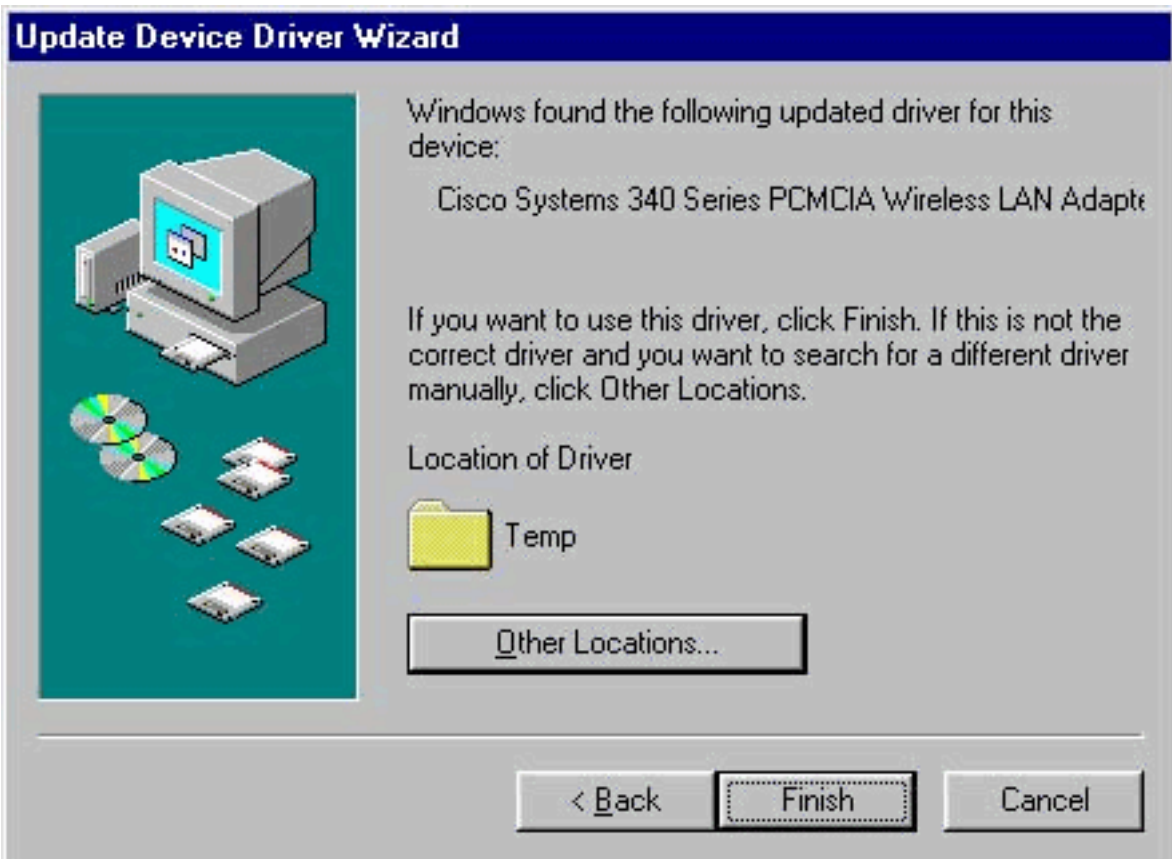 Update Device Driver Wizard
Windows found the following updated driver for this
device:
Cisco Systems 340 Series PCMCIA Wireless LAN Adapte
If you want to use this driver, click Finish. If this is not the
correct driver and you want to search for a different driver
manually, click Other Locations.
Location of Driver
Temp
Other Locations...
< Back
Finish
Cancel